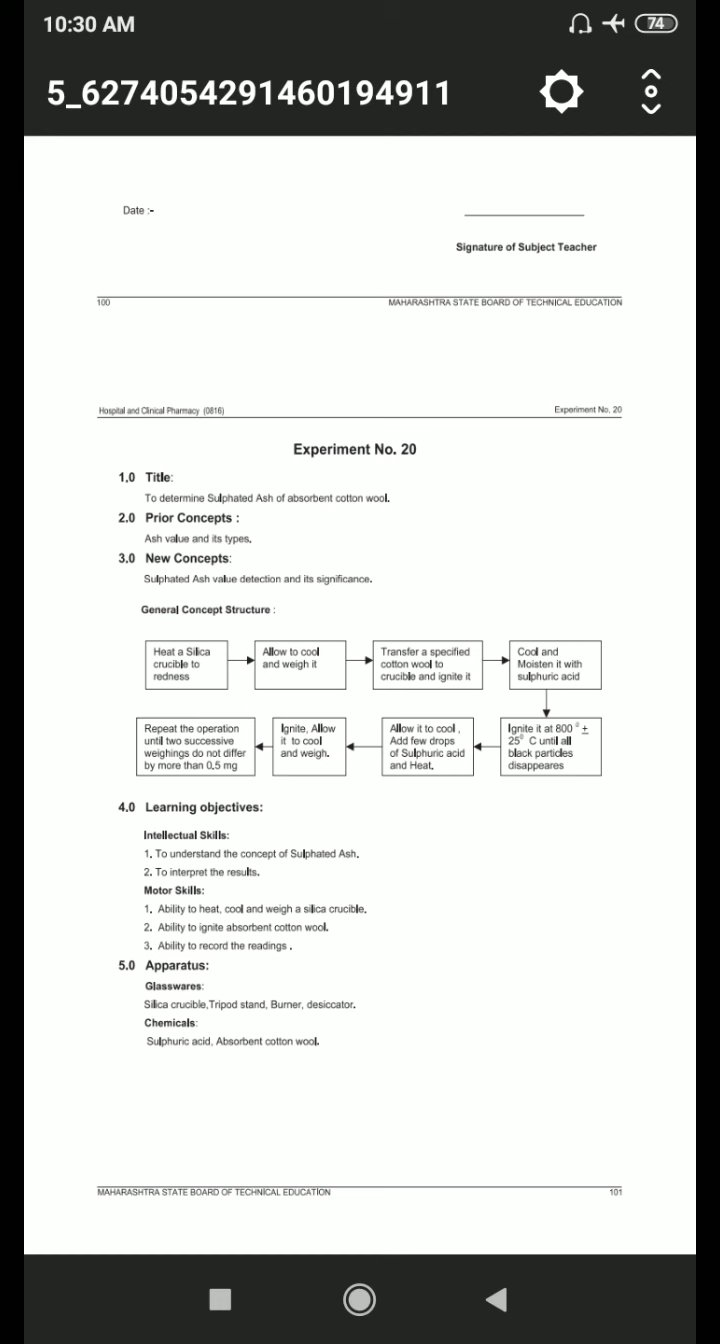 10:30 AM
74
5_6274054291460194911
Date :-
Signature of Subject Teacher
100
MAHARASHTRA STATE BOARD OF TECHNICAL EDUCATION
Hospital and Clinical Pharmacy (0816)
Experiment No. 20
Experiment No. 20
1.0 Title:
To determine Sulphated Ash of absorbent cotton wool.
2.0 Prior Concepts :
Ash value and its types.
3.0 New Concepts:
Sulphated Ash value detection and its significance.
General Concept Structure :
Heat a Silica
crucible to
redness
Allow to cool
and weigh it
Transfer a specified
cotton wool to
crucible and ignite it
Cool and
Moisten it with
sulphuric acid
Ignite it at 800° ±
25° C until all
black particles
disappeares
Allow it to cool ,
Add few drops
of Sulphuric acid
and Heat.
Ignite, Allow
it to cool
and weigh.
Repeat the operation
until two successive
weighings do not differ
by more than 0.5 mg
4.0 Learning objectives:
Intellectual Skills:
1. To understand the concept of Sulphated Ash.
2. To interpret the results.
Motor Skills:
1. Ability to heat, cool and weigh a silica crucible.
2. Ability to ignite absorbent cotton wool.
3. Ability to record the readings .
5.0 Apparatus:
Glasswares:
Silica crucible,Tripod stand, Burner, desiccator.
Chemicals:
Sulphuric acid, Absorbent cotton wool.
MAHARASHTRA STATE BOARD OF TECHNICAL EDUCATION
101